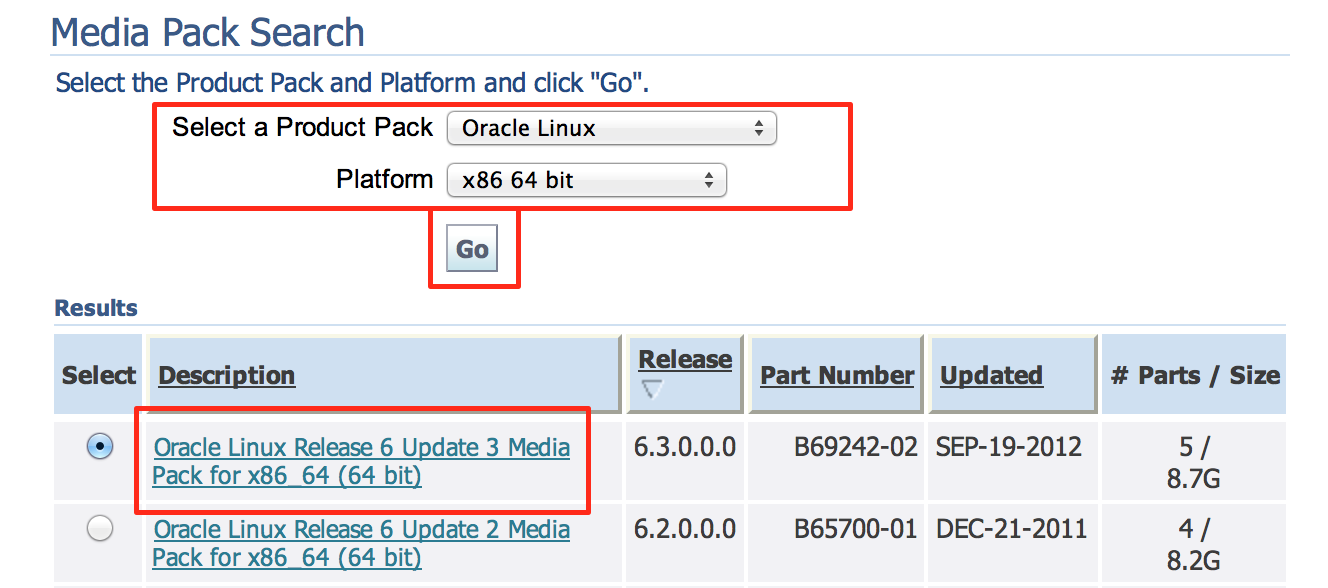 Media Pack Search
Select the Product Pack and Platform and click "Go".
Select a Product Pack Oracle Linux
Platform x86 64 bit
Go
Results
Select Description Release Part Number Updated # Parts / Size
Oracle Linux Release 6 Update 3 Media 6.3.0.0.0 B69242-02 SEP-19-2012 5 /
Pack for x86_64 (64 bit) 8.7G
Oracle Linux Release 6 Update 2 Media 6.2.0.0.0 B65700-01 DEC-21-2011 4 /
Pack for x86_64 (64 bit) 8.2G